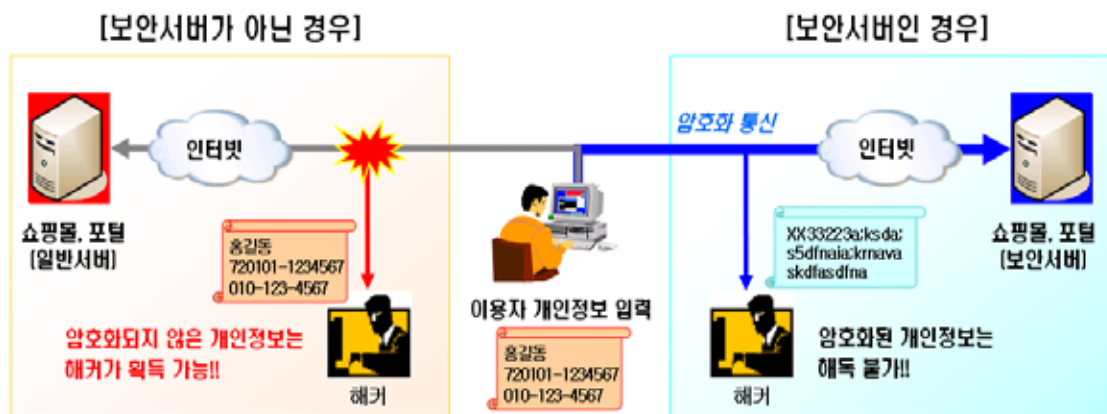 [보안서버가 아닌 경우]
[보안서버인 경우]
인터넷
쇼핑몰, 포털
(일반서버)
홍길동
720101-1234567
010-123-4567
암호화되지 않은 개인정보는
해커가 획득 가능!!
해커
이용자 개인정보 입력
홍길동
720101-1234567
010-123-4567
암호화 통신
인터넷
XX33223a;ksda;
s5dfnaia;krnava
skdfasdfna
쇼핑몰, 포털
(보안서버)
암호화된 개인정보는
해독 불가!!
해커